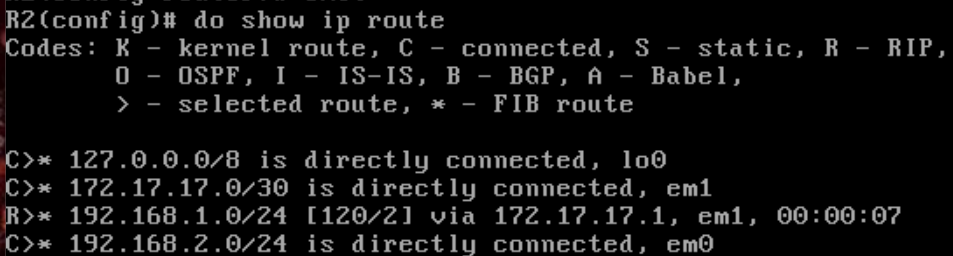 R2(config)# do show ip route
Codes: K - kernel route, C - connected, S - static, R - RIP,
O - OSPF, I - IS-IS, B - BGP, A - Babel,
> - selected route, * - FIB route
C>* 127.0.0.0/8 is directly connected, lo0
C>* 172.17.17.0/30 is directly connected, em1
R>* 192.168.1.0/24 [120/2] via 172.17.17.1, em1, 00:00:07
C>* 192.168.2.0/24 is directly connected, em0